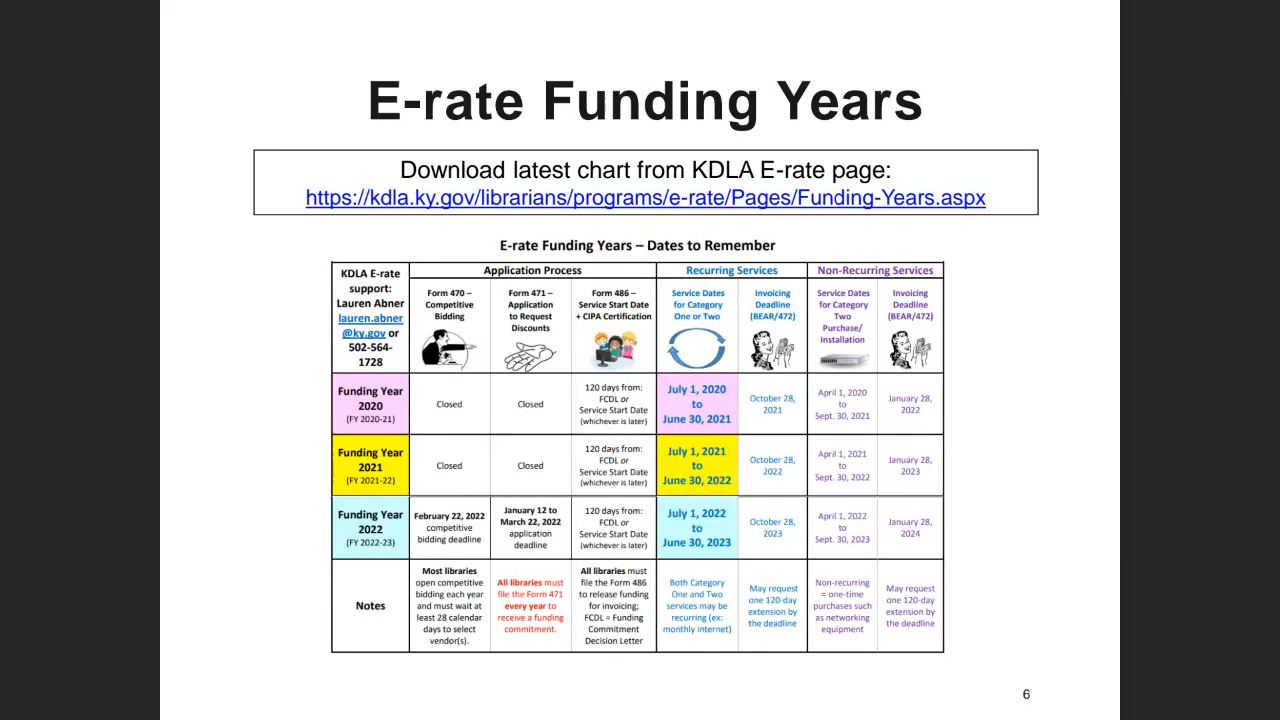 E-rate Funding Years
Download latest chart from KDLA E-rate page:
https://kdla.ky.gov/librarians/programs/e-rate/Pages/Funding-Years.aspx
E-rate Funding Years – Dates to Remember
KDLA E-rate
support:
Lauren Abner
lauren.abner
@ky.gov or
502-564-
1728
Application Process
Recurring Services
Non-Recurring Services
Form 470 –
Competitive
Bidding
Form 471 –
Application
to Request
Discounts
Form 486 –
Service Start Date
+ CIPA Certification
Service Dates
for Category
One or Two
Invoicing
Deadline
(BEAR/472)
Service Dates
for Category
Two
Purchase/
Installation
Invoicing
Deadline
(BEAR/472)
Funding Year
2020
(FY 2020-21)
Closed
Closed
120 days from:
FCDL or
Service Start Date
(whichever is later)
July 1, 2020
to
June 30, 2021
October 28,
2021
April 1, 2020
to
Sept. 30, 2021
January 28,
2022
Funding Year
2021
(FY 2021-22)
Closed
Closed
120 days from:
FCDL or
Service Start Date
(whichever is later)
July 1, 2021
to
June 30, 2022
October 28,
2022
April 1, 2021
to
Sept. 30, 2022
January 28,
2023
Funding Year
2022
(FY 2022-23)
February 22, 2022
competitive
bidding deadline
January 12 to
March 22, 2022
application
deadline
120 days from:
FCDL or
Service Start Date
(whichever is later)
July 1, 2022
to
June 30, 2023
October 28,
2023
April 1, 2022
to
Sept. 30, 2023
January 28,
2024
Notes
Most libraries
open competitive
bidding each year
and must wait at
least 28 calendar
days to select
vendor(s).
All libraries must
file the Form 471
every year to
receive a funding
commitment.
All libraries must
file the Form 486
to release funding
for invoicing;
FCDL = Funding
Commitment
Decision Letter
Both Category
One and Two
services may be
recurring (ex:
monthly internet)
May request
one 120-day
extension by
the deadline
Non-recurring
= one-time
purchases such
as networking
equipment
May request
one 120-day
extension by
the deadline
6